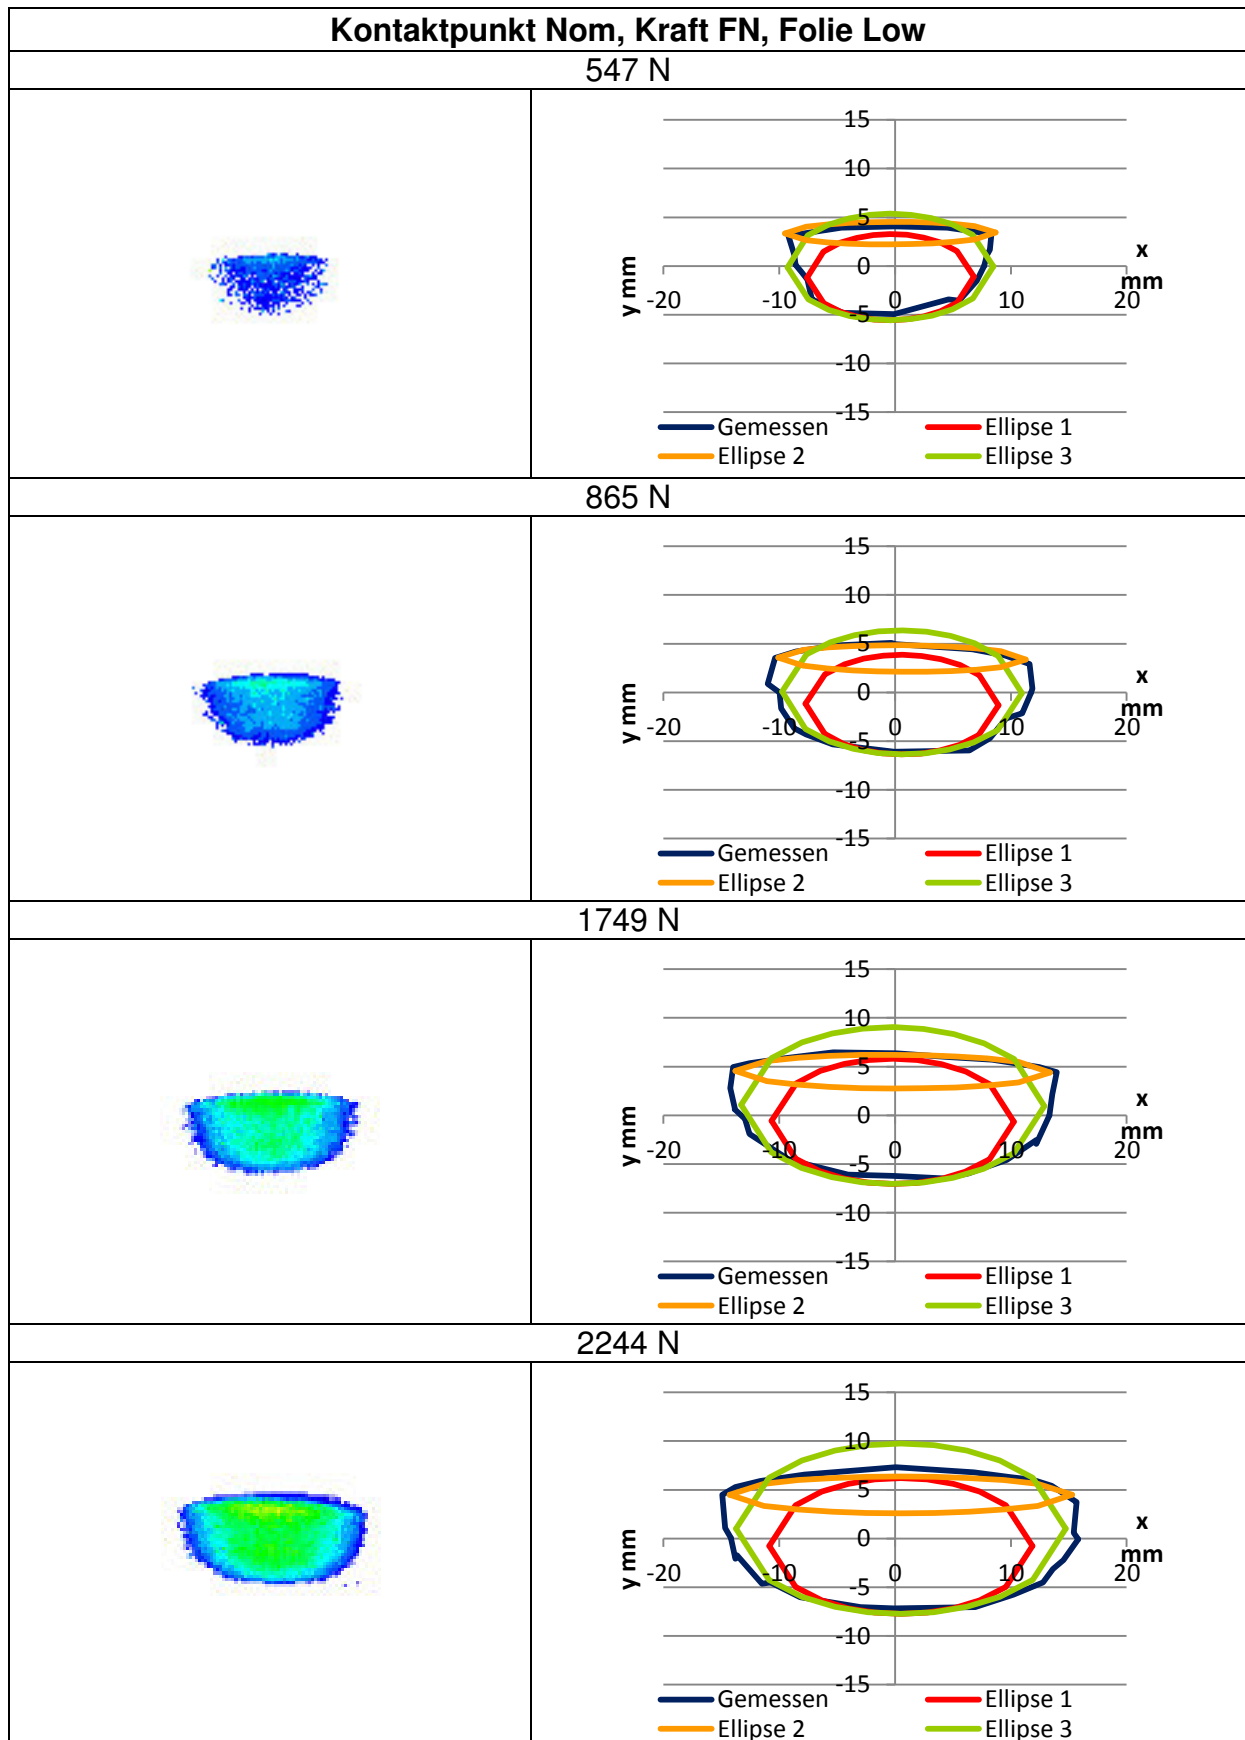 Kontaktpunkt Nom, Kraft FN, Folie Low
547 N
15
10
5
0
-5
-10
-15
-20 -10 0 10 20
x
mm
y mm
Gemessen Ellipse 1
Ellipse 2 Ellipse 3
865 N
15
10
5
0
-5
-10
-15
-20 -10 0 10 20
x
mm
y mm
Gemessen Ellipse 1
Ellipse 2 Ellipse 3
1749 N
15
10
5
0
-5
-10
-15
-20 -10 0 10 20
x
mm
y mm
Gemessen Ellipse 1
Ellipse 2 Ellipse 3
2244 N
15
10
5
0
-5
-10
-15
-20 -10 0 10 20
x
mm
y mm
Gemessen Ellipse 1
Ellipse 2 Ellipse 3